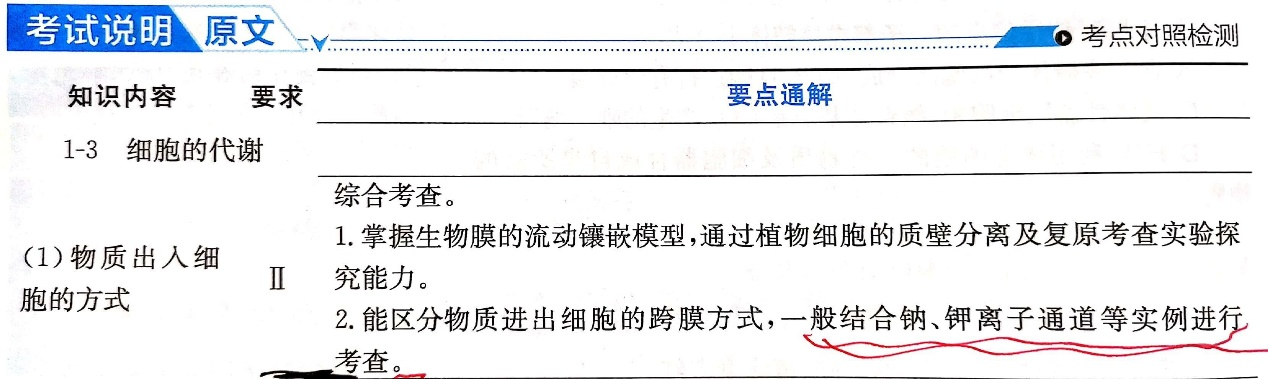 考试说明 原文
考点对照检测
知识内容 要求 要点通解
1-3 细胞的代谢
综合考查。
1.掌握生物膜的流动镶嵌模型,通过植物细胞的质壁分离及复原考查实验探
(1)物质出入细
究能力。
Ⅱ
胞的方式
2.能区分物质进出细胞的跨膜方式,一般结合钠、钾离子通道等实例进行
考查。